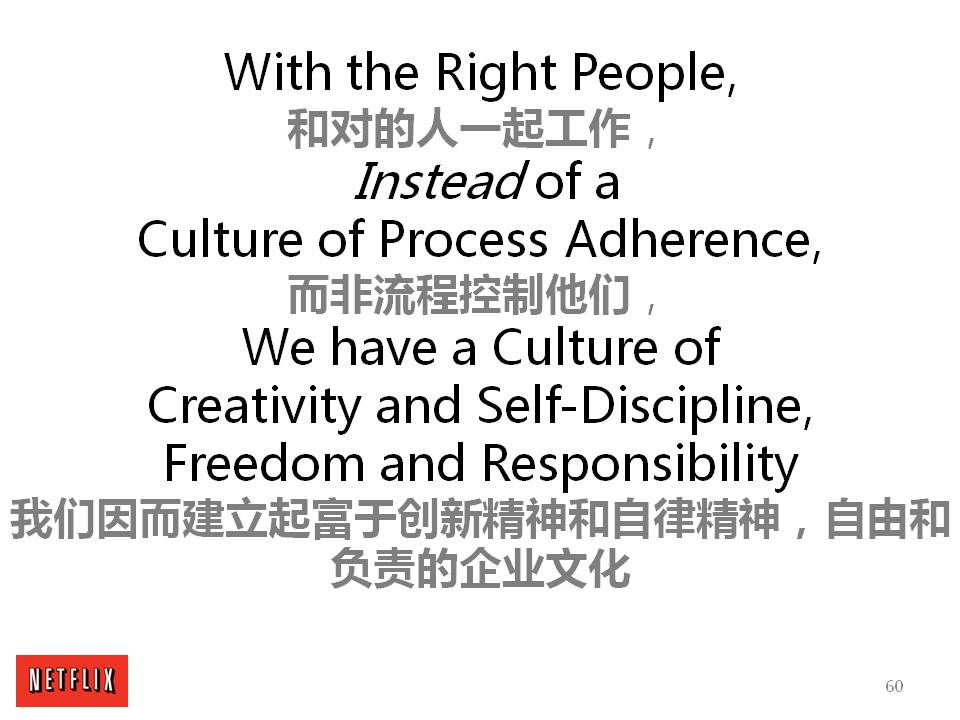 With the Right People,
和对的人一起工作，
Instead of a
Culture of Process Adherence,
而非流程控制他们，
We have a Culture of
Creativity and Self-Discipline,
Freedom and Responsibility
我们因而建立起富于创新精神和自律精神，自由和
负责的企业文化
NETFLIX
60